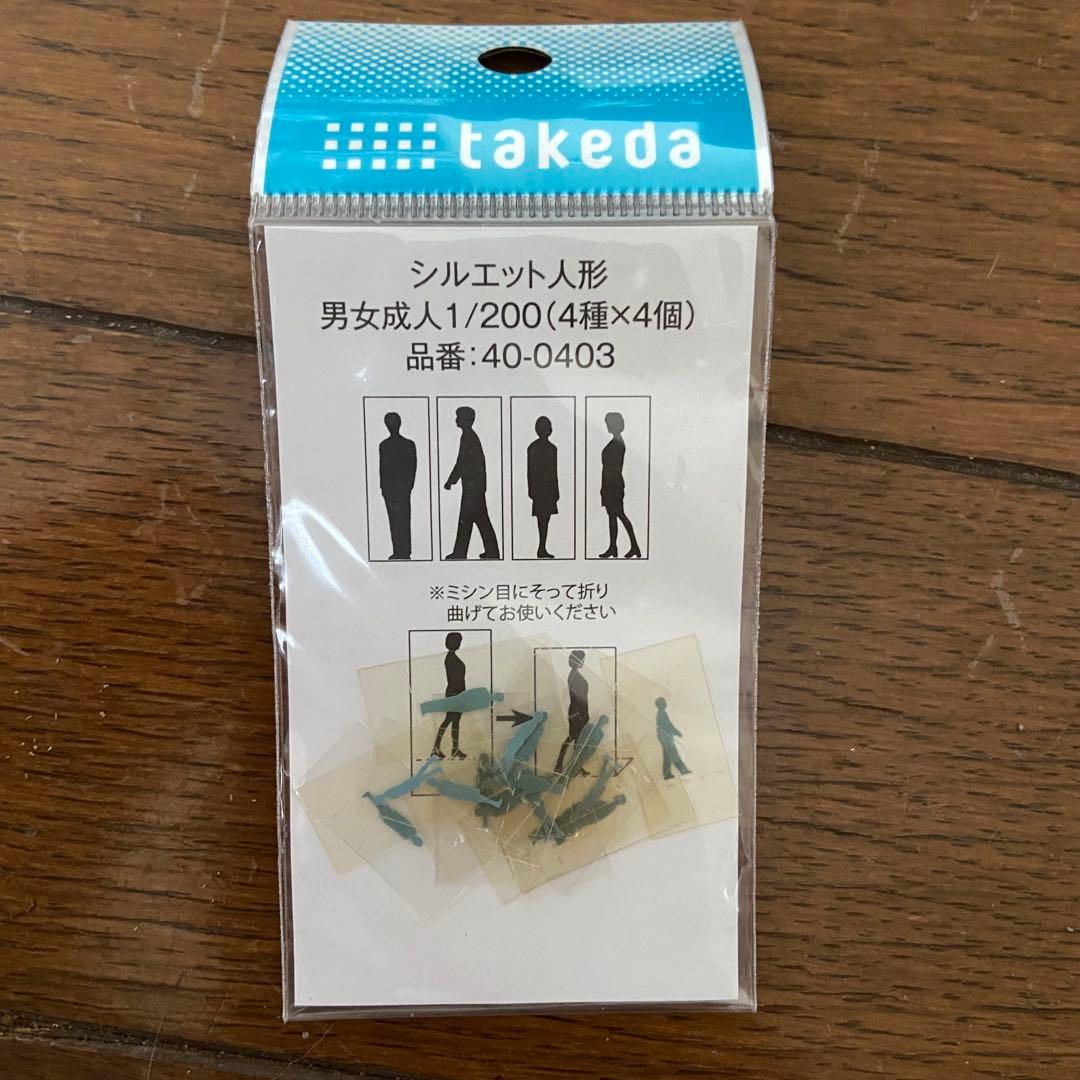 takeda
シルエット人形
男女成人1/200(4種×4個)
品番:40-0403
※ミシン目にそって折り
曲げてお使いください